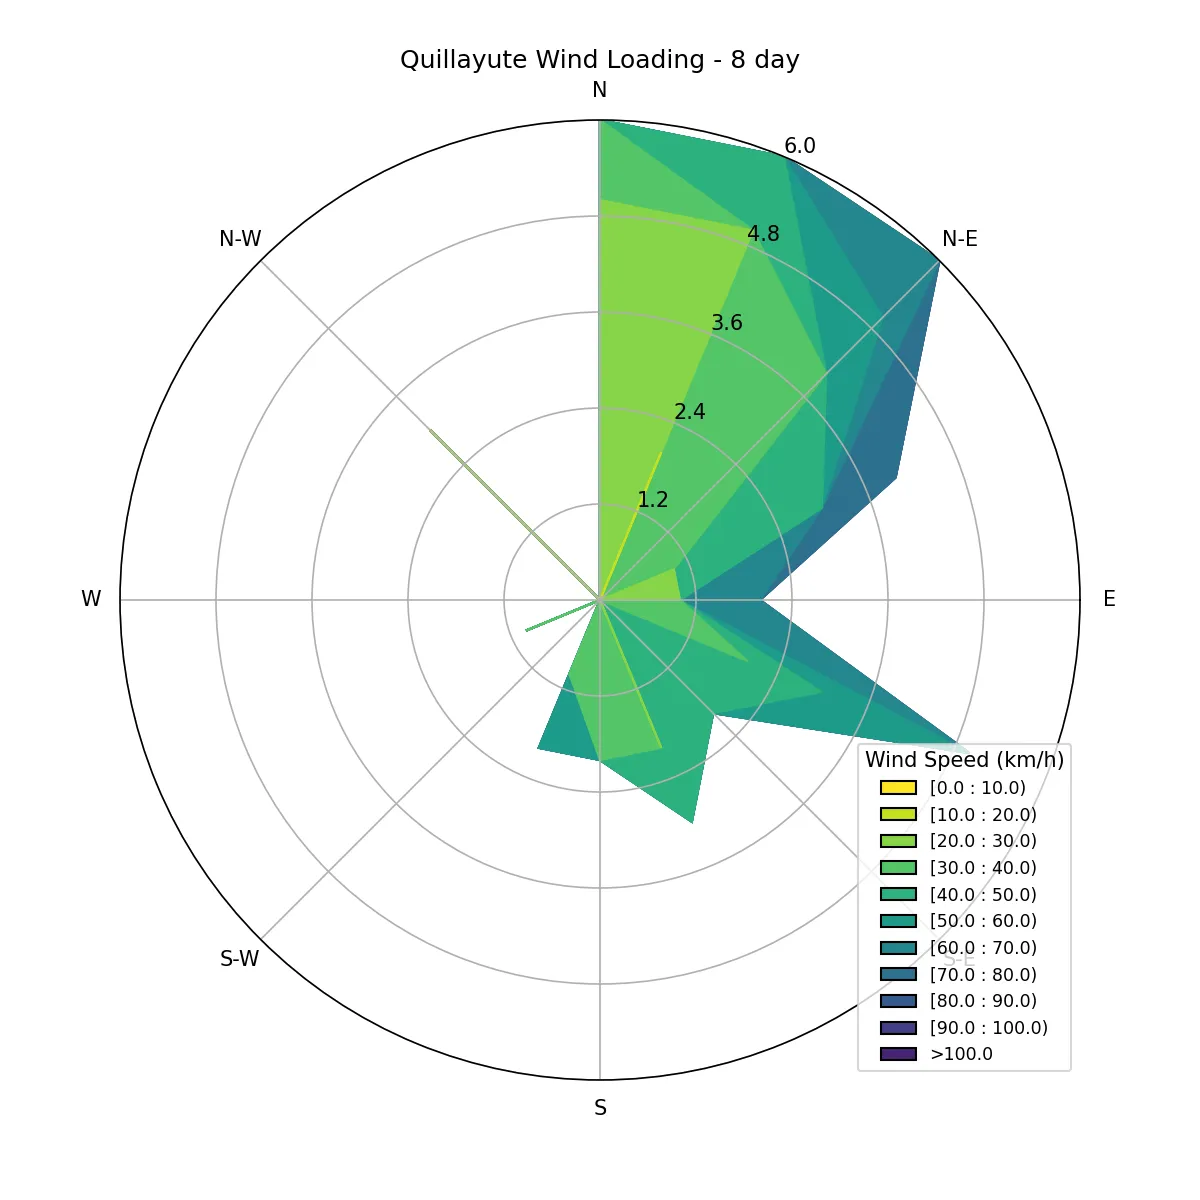 Quillayute Wind Loading - 8 day
N
6.0
N-W
4.8
N-E
3.6
2.4
1.2
W
E
Wind Speed (km/h)
[0.0 : 10.0)
[10.0 : 20.0)
[20.0 : 30.0)
[30.0 : 40.0)
[40.0 : 50.0)
[50.0 : 60.0)
[60.0 : 70.0)
S-W
S-E
[70.0 : 80.0)
[80.0 : 90.0)
[90.0 : 100.0)
>100.0
S